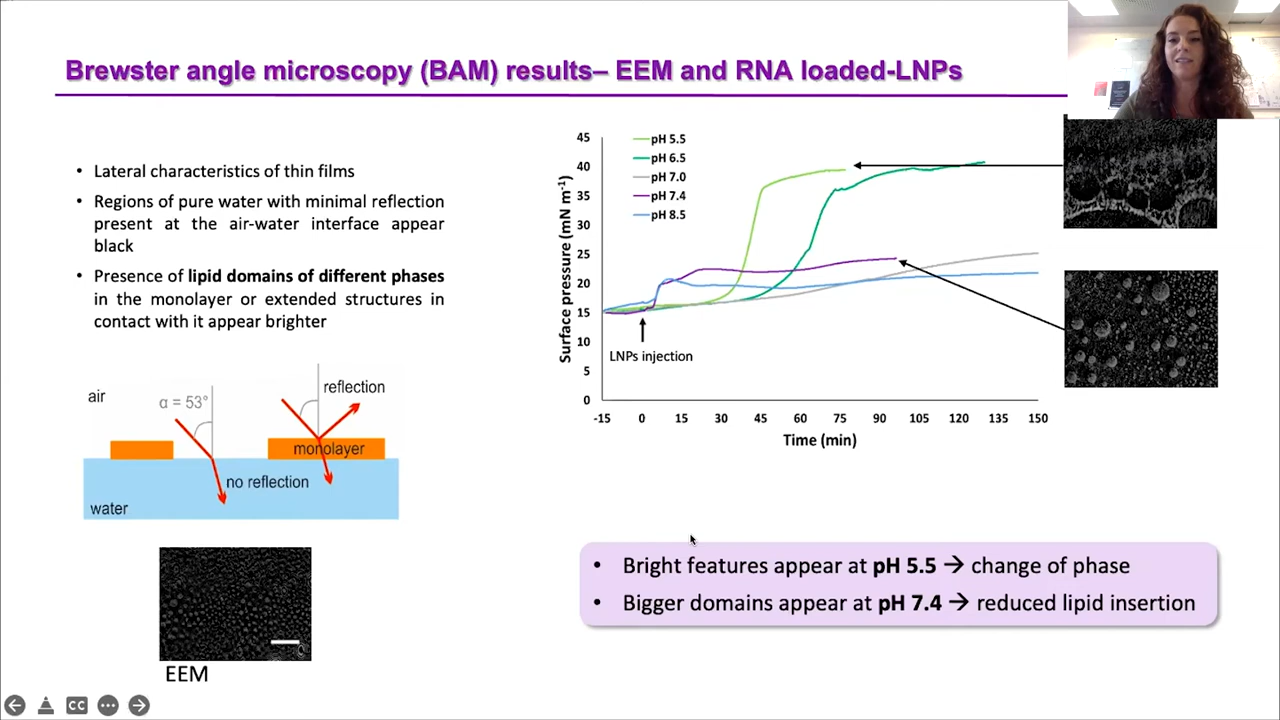 Brewster angle microscopy (BAM) results– EEM and RNA loaded-LNPs
• Lateral characteristics of thin films
• Regions of pure water with minimal reflection
present at the air-water interface appear
black
• Presence of lipid domains of different phases
in the monolayer or extended structures in
contact with it appear brighter
air
α = 53°
reflection
monolayer
no reflection
water
EEM
45
40
35
30
25
20
15
10
5
0
Surface pressure (mN m⁻¹)
pH 5.5
pH 6.5
pH 7.0
pH 7.4
pH 8.5
LNPs injection
-15 0 15 30 45 60 75 90 105 120 135 150
Time (min)
• Bright features appear at pH 5.5 → change of phase
• Bigger domains appear at pH 7.4 → reduced lipid insertion
CC